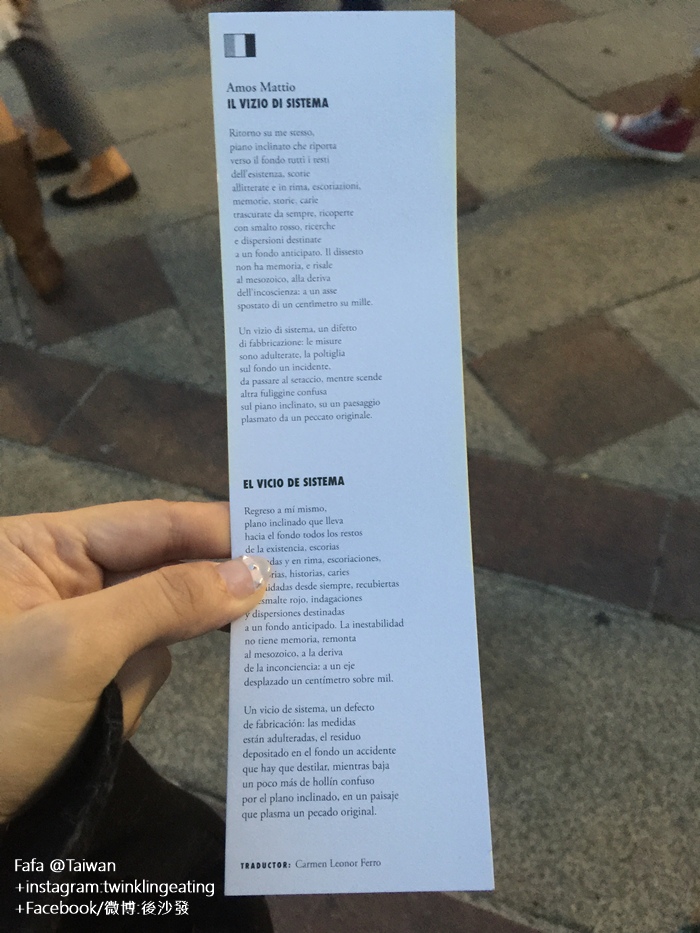 Amos Mattio
IL VIZIO DI SISTEMA
Ritorno su me stesso,
piano inclinato che riporta
verso il fondo tutti i resti
dell'esistenza, scorie
allitterate e in rima, escoriazioni,
memorie, storie, carie
trascurate da sempre, ricoperte
con smalto rosso, ricerche
e dispersioni destinate
a un fondo anticipato. Il dissesto
non ha memoria, e risale
al mesozoico, alla deriva
dell'incoscienza: a un asse
spostato di un centimetro su mille.
Un vizio di sistema, un difetto
di fabbricazione: le misure
sono adulterate, la poltiglia
sul fondo un incidente,
da passare al setaccio, mentre scende
altra fuliggine confusa
sul piano inclinato, su un paesaggio
plasmato da un peccato originale.
EL VICIO DE SISTEMA
Regreso a mí mismo,
plano inclinado que lleva
hacia el fondo todos los restos
de la existencia, escorias
y en rima, escoriaciones,
historias, caries
desde siempre, recubiertas
esmalte rojo, indagaciones
y dispersiones destinadas
a un fondo anticipado. La inestabilidad
no tiene memoria, remonta
al mesozoico, a la deriva
de la inconciencia: a un eje
desplazado un centímetro sobre mil.
Un vicio de sistema, un defecto
de fabricación: las medidas
están adulteradas, el residuo
depositado en el fondo un accidente
que hay que destilar, mientras baja
un poco más de hollín confuso
por el plano inclinado, en un paisaje
que plasma un pecado original.
TRADUCTOR: Carmen Leonor Ferro
Fafa @Taiwan
+instagram:twinklingeating
+Facebook/微博:後沙發